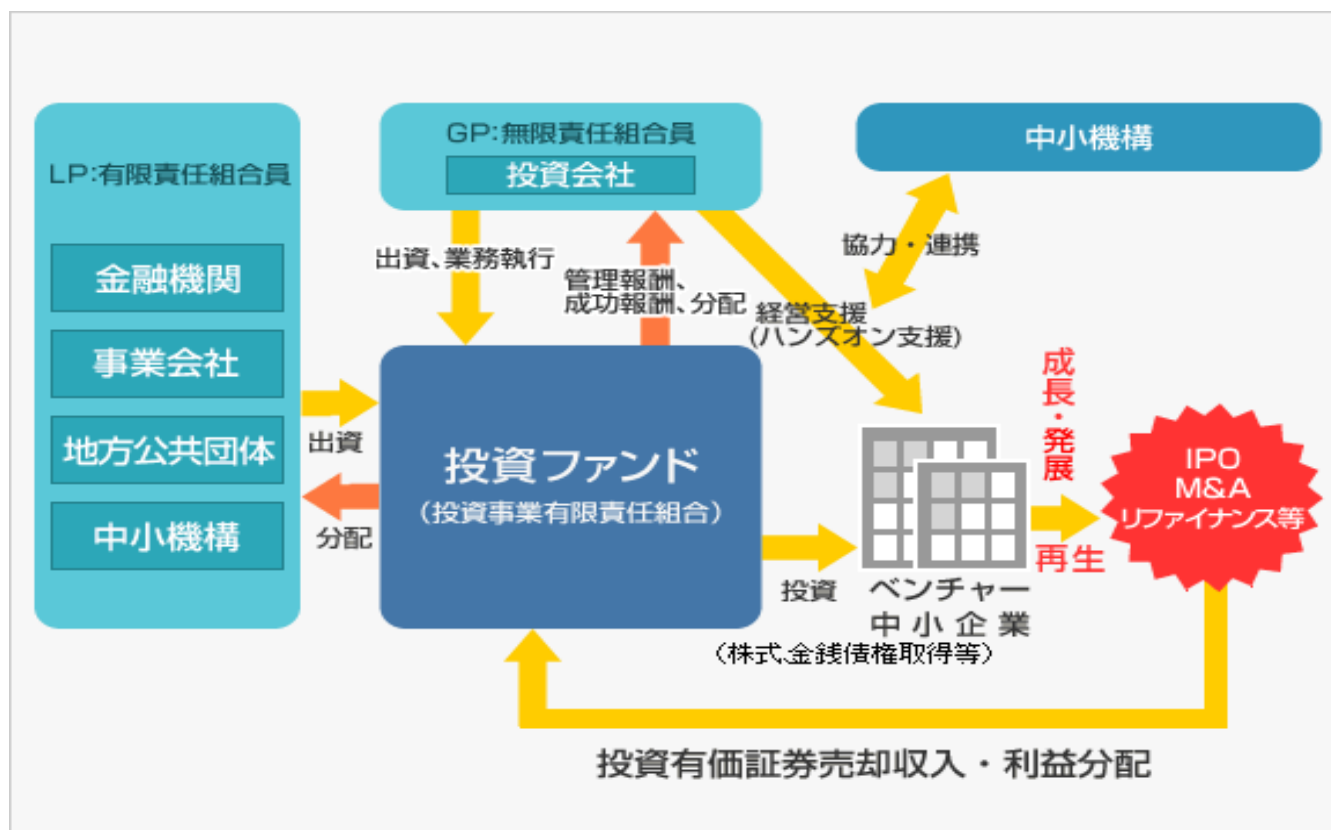 LP:有限責任組合員
金融機関
事業会社
地方公共団体
中小機構
GP:無限責任組合員
投資会社
中小機構
出資、業務執行
管理報酬、
成功報酬、分配
協力・連携
経営支援
(ハンズオン支援)
出資
分配
投資ファンド
(投資事業有限責任組合)
投資
ベンチャー
中小企業
(株式、金銭債権取得等)
成長・発展
再生
IPO
M&A
リファイナンス等
投資有価証券売却収入・利益分配